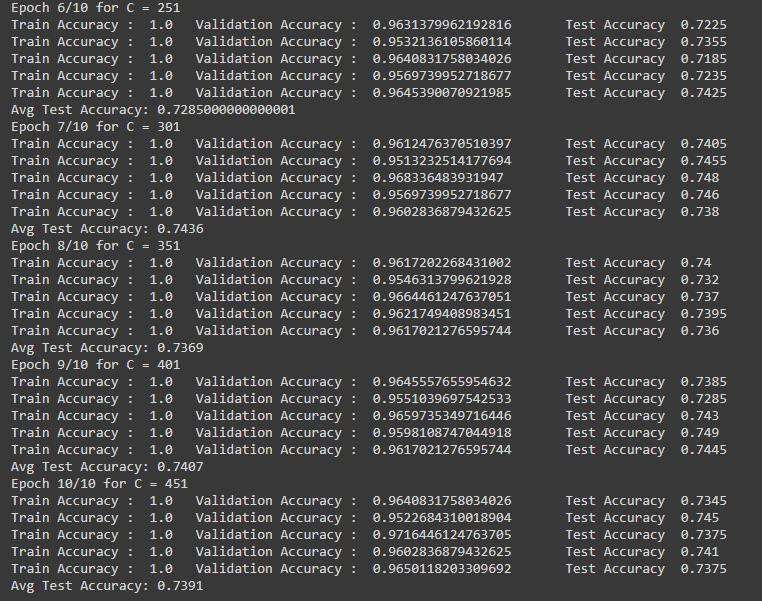 Epoch 6/10 for C = 251
Train Accuracy :  1.0   Validation Accuracy :  0.9631379962192816       Test Accuracy  0.7225
Train Accuracy :  1.0   Validation Accuracy :  0.9532136105860114       Test Accuracy  0.7355
Train Accuracy :  1.0   Validation Accuracy :  0.9640831758034026       Test Accuracy  0.7185
Train Accuracy :  1.0   Validation Accuracy :  0.9569739952718677       Test Accuracy  0.7235
Train Accuracy :  1.0   Validation Accuracy :  0.9645390070921985       Test Accuracy  0.7425
Avg Test Accuracy: 0.7285000000000001
Epoch 7/10 for C = 301
Train Accuracy :  1.0   Validation Accuracy :  0.9612476370510397       Test Accuracy  0.7405
Train Accuracy :  1.0   Validation Accuracy :  0.9513232514177694       Test Accuracy  0.7455
Train Accuracy :  1.0   Validation Accuracy :  0.968336483931947        Test Accuracy  0.748
Train Accuracy :  1.0   Validation Accuracy :  0.9569739952718677       Test Accuracy  0.746
Train Accuracy :  1.0   Validation Accuracy :  0.9602836879432625       Test Accuracy  0.738
Avg Test Accuracy: 0.7436
Epoch 8/10 for C = 351
Train Accuracy :  1.0   Validation Accuracy :  0.9617202268431002       Test Accuracy  0.74
Train Accuracy :  1.0   Validation Accuracy :  0.9546313799621928       Test Accuracy  0.732
Train Accuracy :  1.0   Validation Accuracy :  0.9664461247637051       Test Accuracy  0.737
Train Accuracy :  1.0   Validation Accuracy :  0.9621749408983451       Test Accuracy  0.7395
Train Accuracy :  1.0   Validation Accuracy :  0.9617021276595744       Test Accuracy  0.736
Avg Test Accuracy: 0.7369
Epoch 9/10 for C = 401
Train Accuracy :  1.0   Validation Accuracy :  0.9645557655954632       Test Accuracy  0.7385
Train Accuracy :  1.0   Validation Accuracy :  0.9551039697542533       Test Accuracy  0.7285
Train Accuracy :  1.0   Validation Accuracy :  0.9659735349716446       Test Accuracy  0.743
Train Accuracy :  1.0   Validation Accuracy :  0.9598108747044918       Test Accuracy  0.749
Train Accuracy :  1.0   Validation Accuracy :  0.9617021276595744       Test Accuracy  0.7445
Avg Test Accuracy: 0.7407
Epoch 10/10 for C = 451
Train Accuracy :  1.0   Validation Accuracy :  0.9640831758034026       Test Accuracy  0.7345
Train Accuracy :  1.0   Validation Accuracy :  0.9522684310018904       Test Accuracy  0.745
Train Accuracy :  1.0   Validation Accuracy :  0.9716446124763705       Test Accuracy  0.7375
Train Accuracy :  1.0   Validation Accuracy :  0.9602836879432625       Test Accuracy  0.741
Train Accuracy :  1.0   Validation Accuracy :  0.9650118203309692       Test Accuracy  0.7375
Avg Test Accuracy: 0.7391